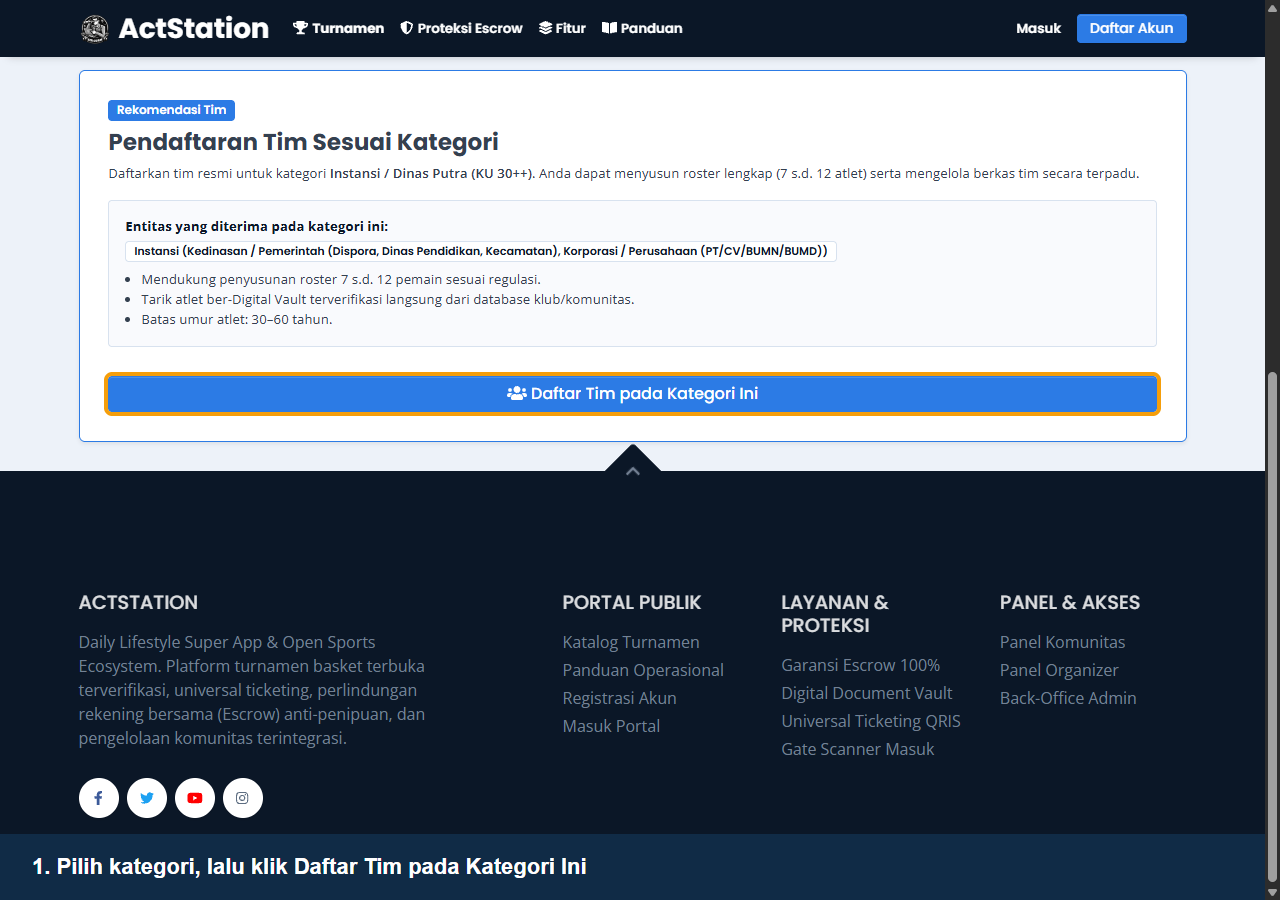 ActStation Turnamen Proteksi Escrow Fitur Panduan Masuk Daftar Akun
Rekomendasi Tim
Pendaftaran Tim Sesuai Kategori
Daftarkan tim resmi untuk kategori Instansi / Dinas Putra (KU 30++). Anda dapat menyusun roster lengkap (7 s.d. 12 atlet) serta mengelola berkas tim secara terpadu.
Entitas yang diterima pada kategori ini:
Instansi (Kedinasan / Pemerintah (Dispora, Dinas Pendidikan, Kecamatan), Korporasi / Perusahaan (PT/CV/BUMN/BUMD))
Mendukung penyusunan roster 7 s.d. 12 pemain sesuai regulasi.
Tarik atlet ber-Digital Vault terverifikasi langsung dari database klub/komunitas.
Batas umur atlet: 30–60 tahun.
Daftar Tim pada Kategori Ini
ACTSTATION
Daily Lifestyle Super App & Open Sports
Ecosystem. Platform turnamen basket terbuka
terverifikasi, universal ticketing, perlindungan
rekening bersama (Escrow) anti-penipuan, dan
pengelolaan komunitas terintegrasi.
PORTAL PUBLIK
Katalog Turnamen
Panduan Operasional
Registrasi Akun
Masuk Portal
LAYANAN &
PROTEKSI
Garansi Escrow 100%
Digital Document Vault
Universal Ticketing QRIS
Gate Scanner Masuk
PANEL & AKSES
Panel Komunitas
Panel Organizer
Back-Office Admin
1. Pilih kategori, lalu klik Daftar Tim pada Kategori Ini